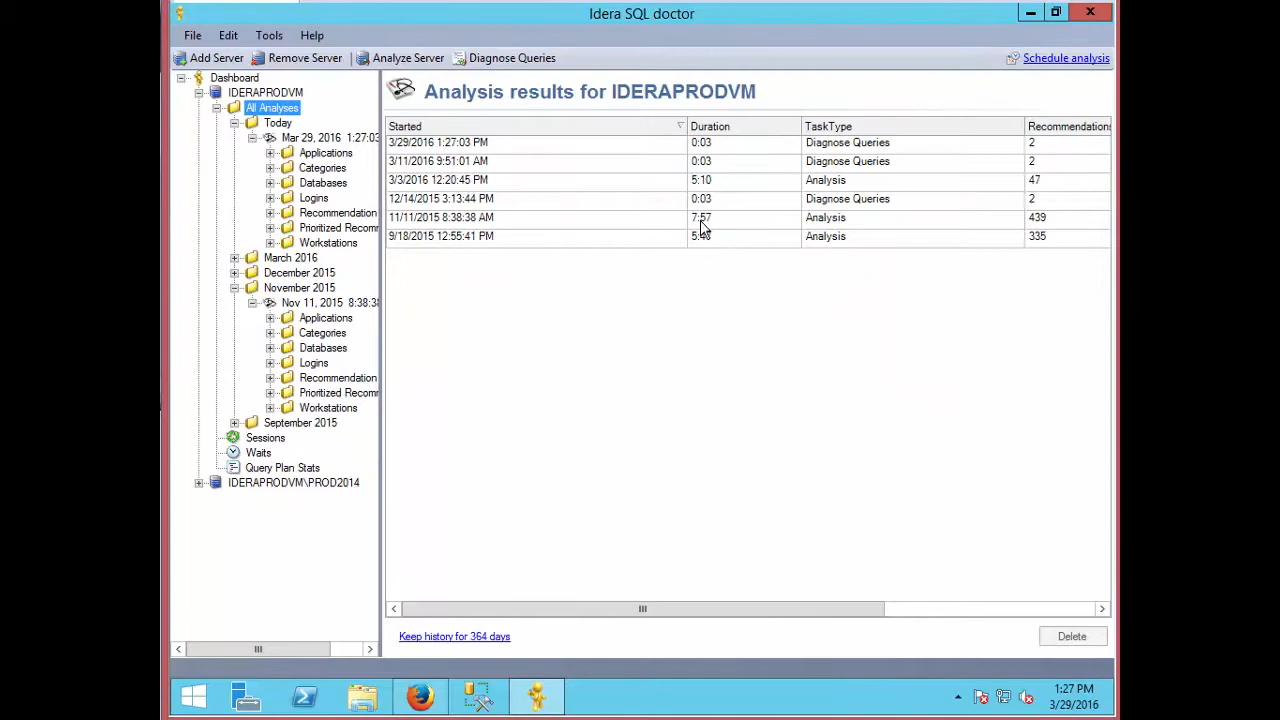 Idera SQL doctor
File Edit Tools Help
Add Server Remove Server Analyze Server Diagnose Queries Schedule analysis
Dashboard
IDERAPRODVM
All Analyses
Today
Mar 29, 2016 1:27:03
Applications
Categories
Databases
Logins
Recommendation
Prioritized Recom
Workstations
March 2016
December 2015
November 2015
Nov 11, 2015 8:38:38
Applications
Categories
Databases
Logins
Recommendation
Prioritized Recom
Workstations
September 2015
Sessions
Waits
Query Plan Stats
IDERAPRODVM\PROD2014
Analysis results for IDERAPRODVM
Started Duration TaskType Recommendations
3/29/2016 1:27:03 PM 0:03 Diagnose Queries 2
3/11/2016 9:51:01 AM 0:03 Diagnose Queries 2
3/3/2016 12:20:45 PM 5:10 Analysis 47
12/14/2015 3:13:44 PM 0:03 Diagnose Queries 2
11/11/2015 8:38:38 AM 7:57 Analysis 439
9/18/2015 12:55:41 PM Analysis 335
Keep history for 364 days
Delete
1:27 PM
3/29/2016